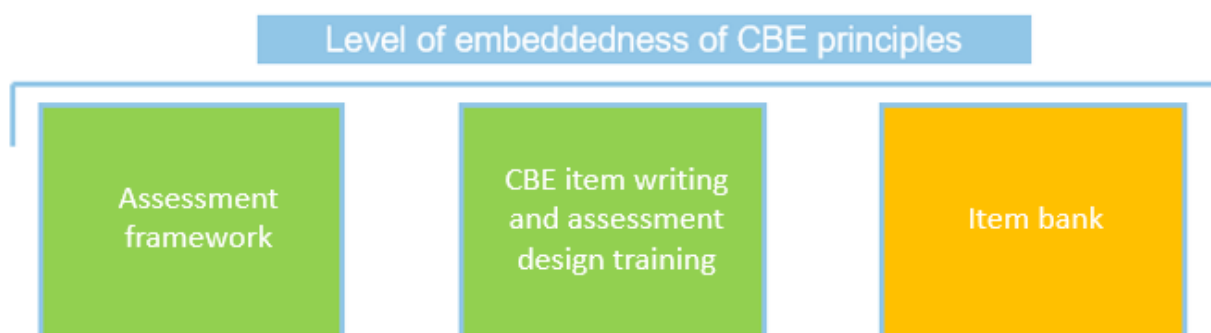 Level of embeddedness of CBE principles
Assessment
framework
CBE item writing
and assessment
design training
Item bank